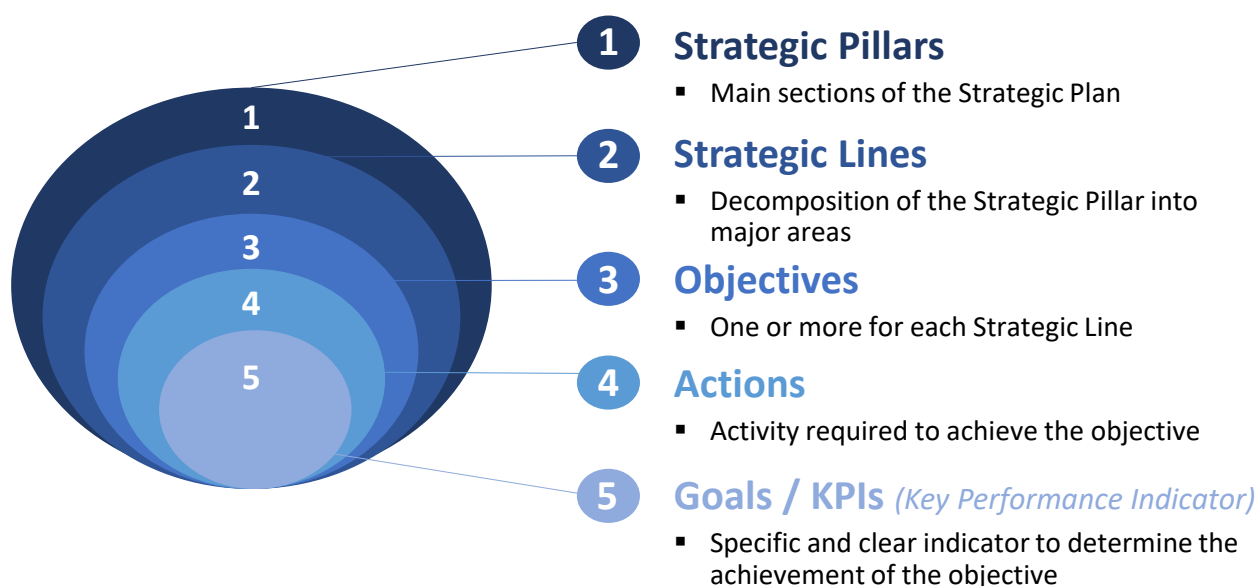 1
2
3
4
5
1 Strategic Pillars
▪ Main sections of the Strategic Plan
2 Strategic Lines
▪ Decomposition of the Strategic Pillar into
major areas
3 Objectives
▪ One or more for each Strategic Line
4 Actions
▪ Activity required to achieve the objective
5 Goals / KPIs (Key Performance Indicator)
▪ Specific and clear indicator to determine the
achievement of the objective